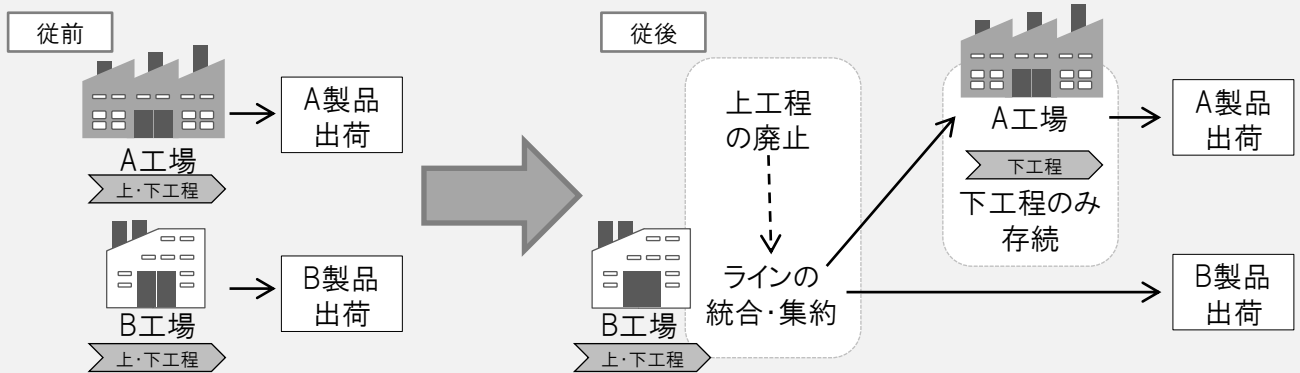 従前
A製品
出荷
A工場
上・下工程
B製品
出荷
B工場
上・下工程
従後
上工程
の廃止
ラインの
統合・集約
B工場
上・下工程
A工場
下工程
下工程のみ
存続
A製品
出荷
B製品
出荷